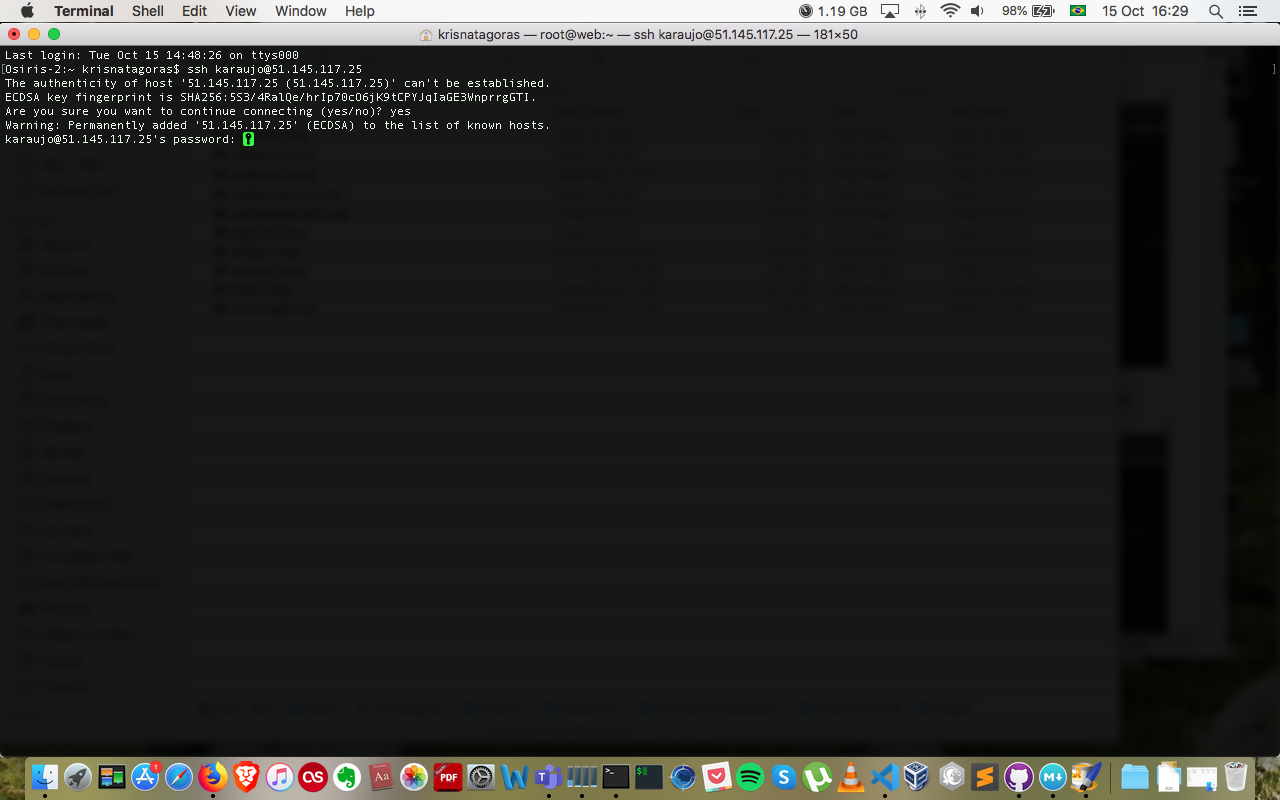 Terminal Shell Edit View Window Help 1.19 GB 98% 15 Oct 16:29
krisnatagoras — root@web:~ — ssh karaujo@51.145.117.25 — 181×50
Last login: Tue Oct 15 14:48:26 on ttys000
[Osiris-2:~ krisnatagoras$ ssh karaujo@51.145.117.25 ]
The authenticity of host '51.145.117.25 (51.145.117.25)' can't be established.
ECDSA key fingerprint is SHA256:5S3/4RalQe/hrIp70cO6jK9tCPYJqIaGE3WnprrgGTI.
Are you sure you want to continue connecting (yes/no)? yes
Warning: Permanently added '51.145.117.25' (ECDSA) to the list of known hosts.
karaujo@51.145.117.25's password:
1 Aa PDF W T >_ $ S M